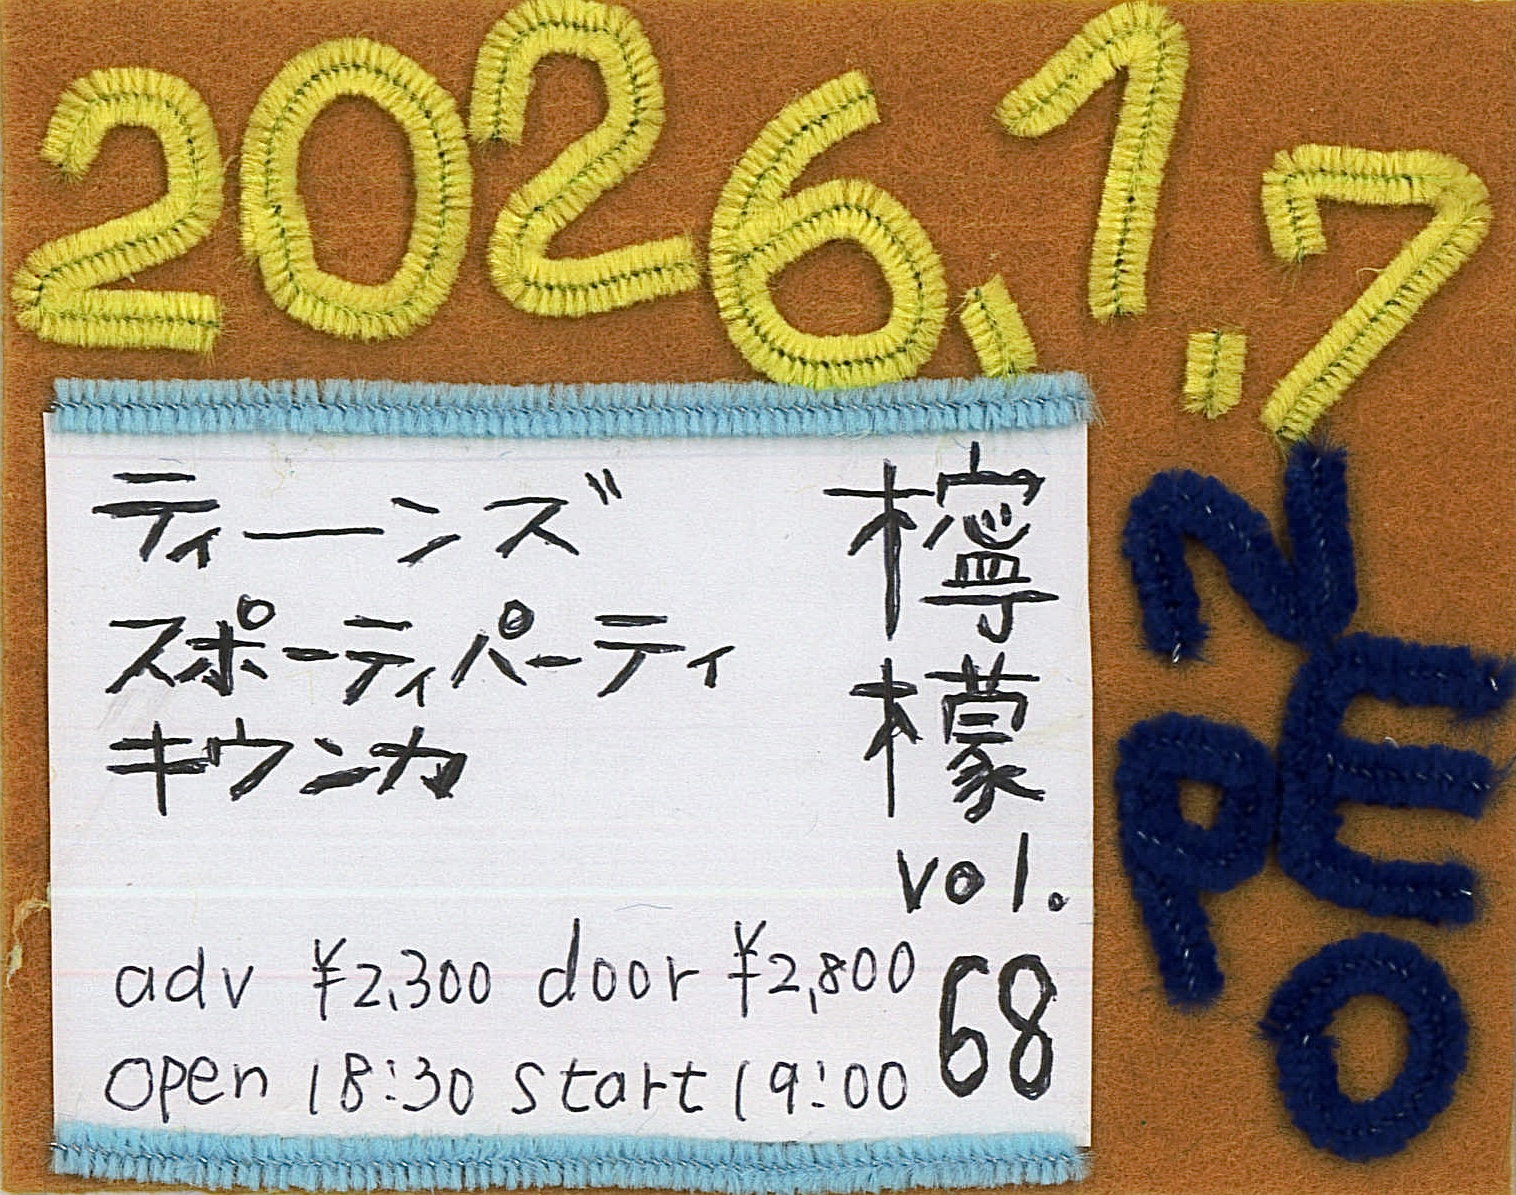 2026,1.7
NEPO
檸檬
vol.
68
ティーンズ
スポーティパーティ
キウンカ
adv ¥2,300 door ¥2,800
open 18:30 start 19:00